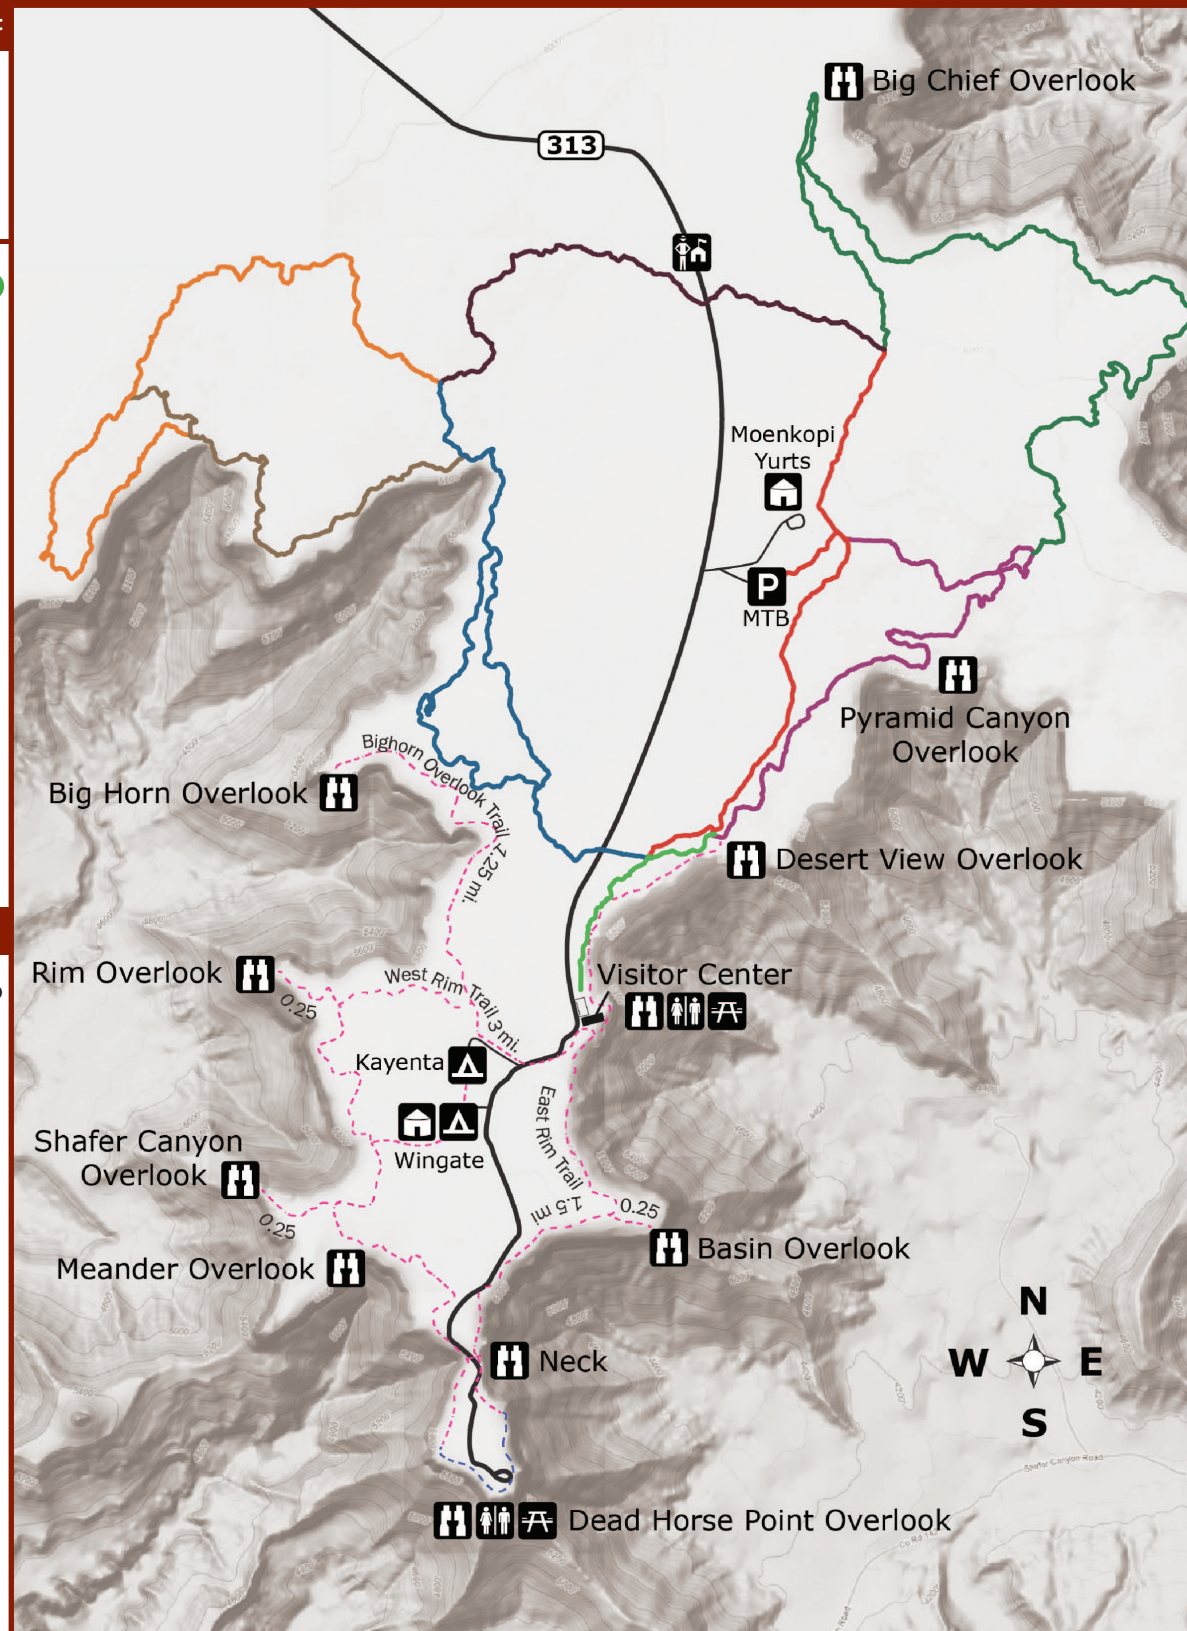 Big Chief Overlook
313
Moenkopi
Yurts
P
MTB
Pyramid Canyon
Overlook
Bighorn Overlook Trail
1.25 mi.
Big Horn Overlook
Desert View Overlook
Rim Overlook
0.25
West Rim Trail 3 mi.
Visitor Center
Kayenta
East Rim Trail
1.5 mi
Wingate
Shafer Canyon
Overlook
0.25
0.25
Basin Overlook
Meander Overlook
N
W
E
S
Neck
Shafer Canyon Road
Dead Horse Point Overlook